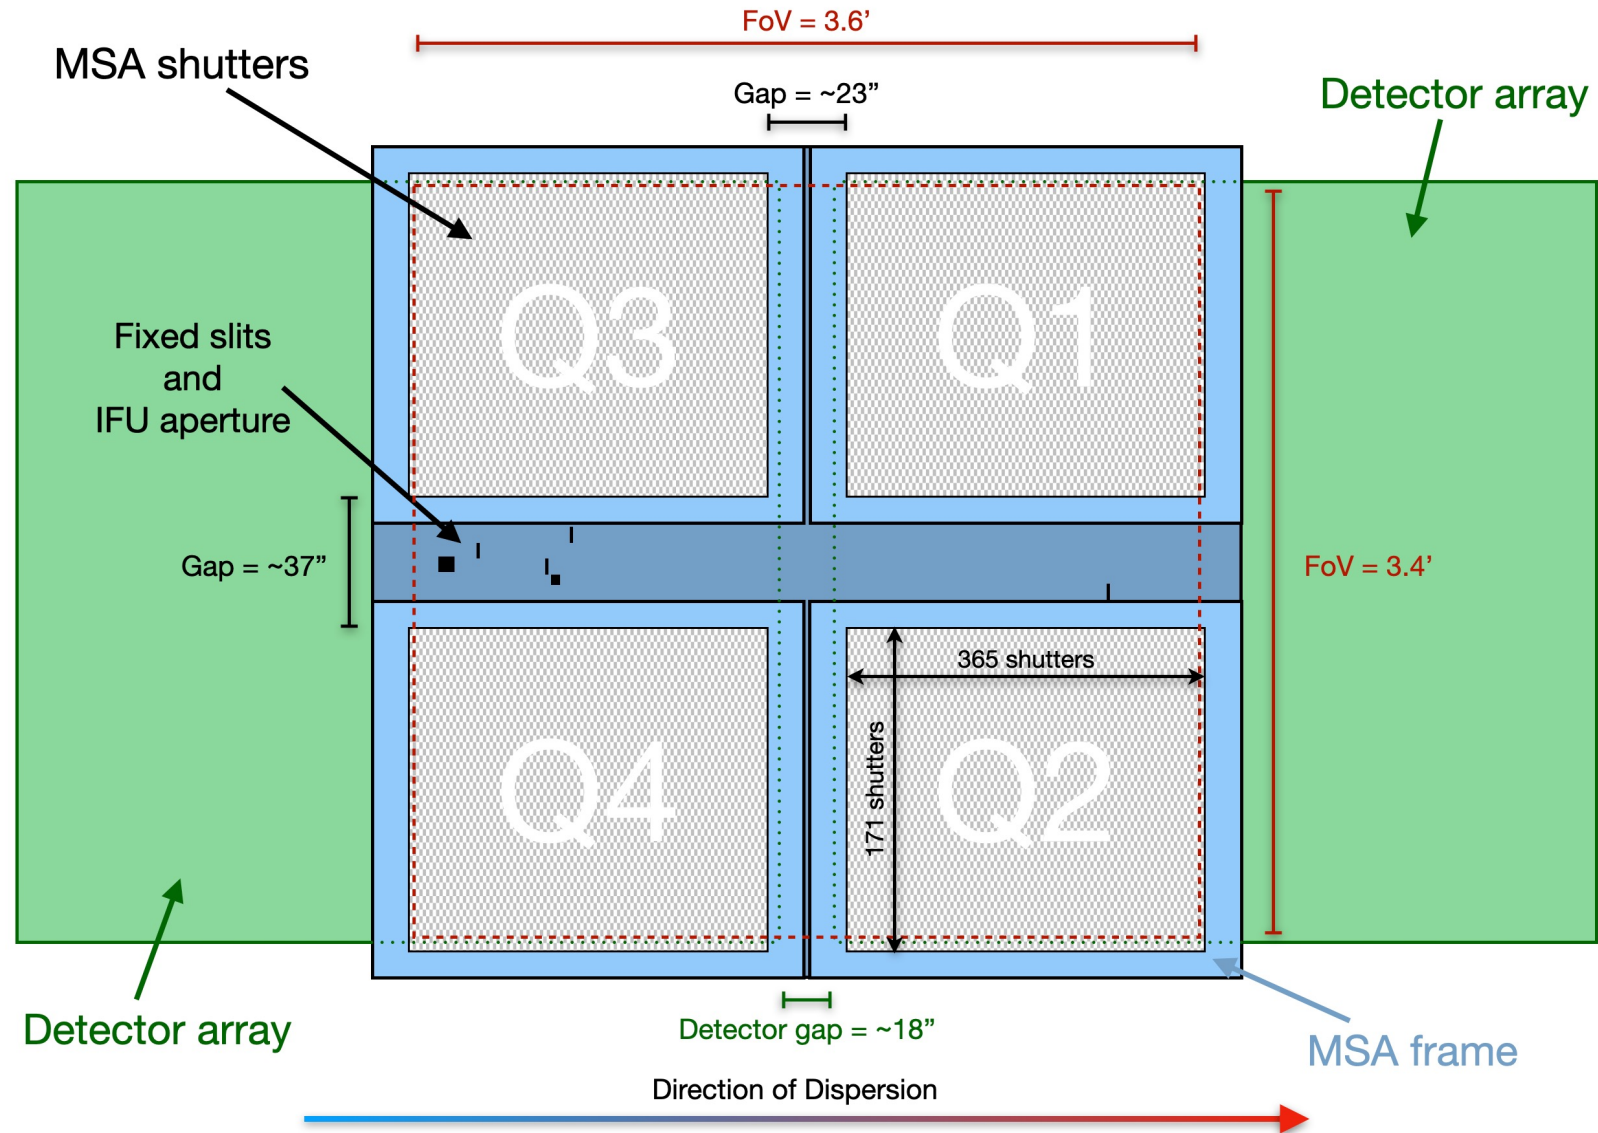 FoV = 3.6’
MSA shutters
Gap = ~23”
Detector array
Q3
Q1
Fixed slits
and
IFU aperture
Gap = ~37”
FoV = 3.4’
365 shutters
171 shutters
Q4
Q2
Detector array
Detector gap = ~18”
MSA frame
Direction of Dispersion